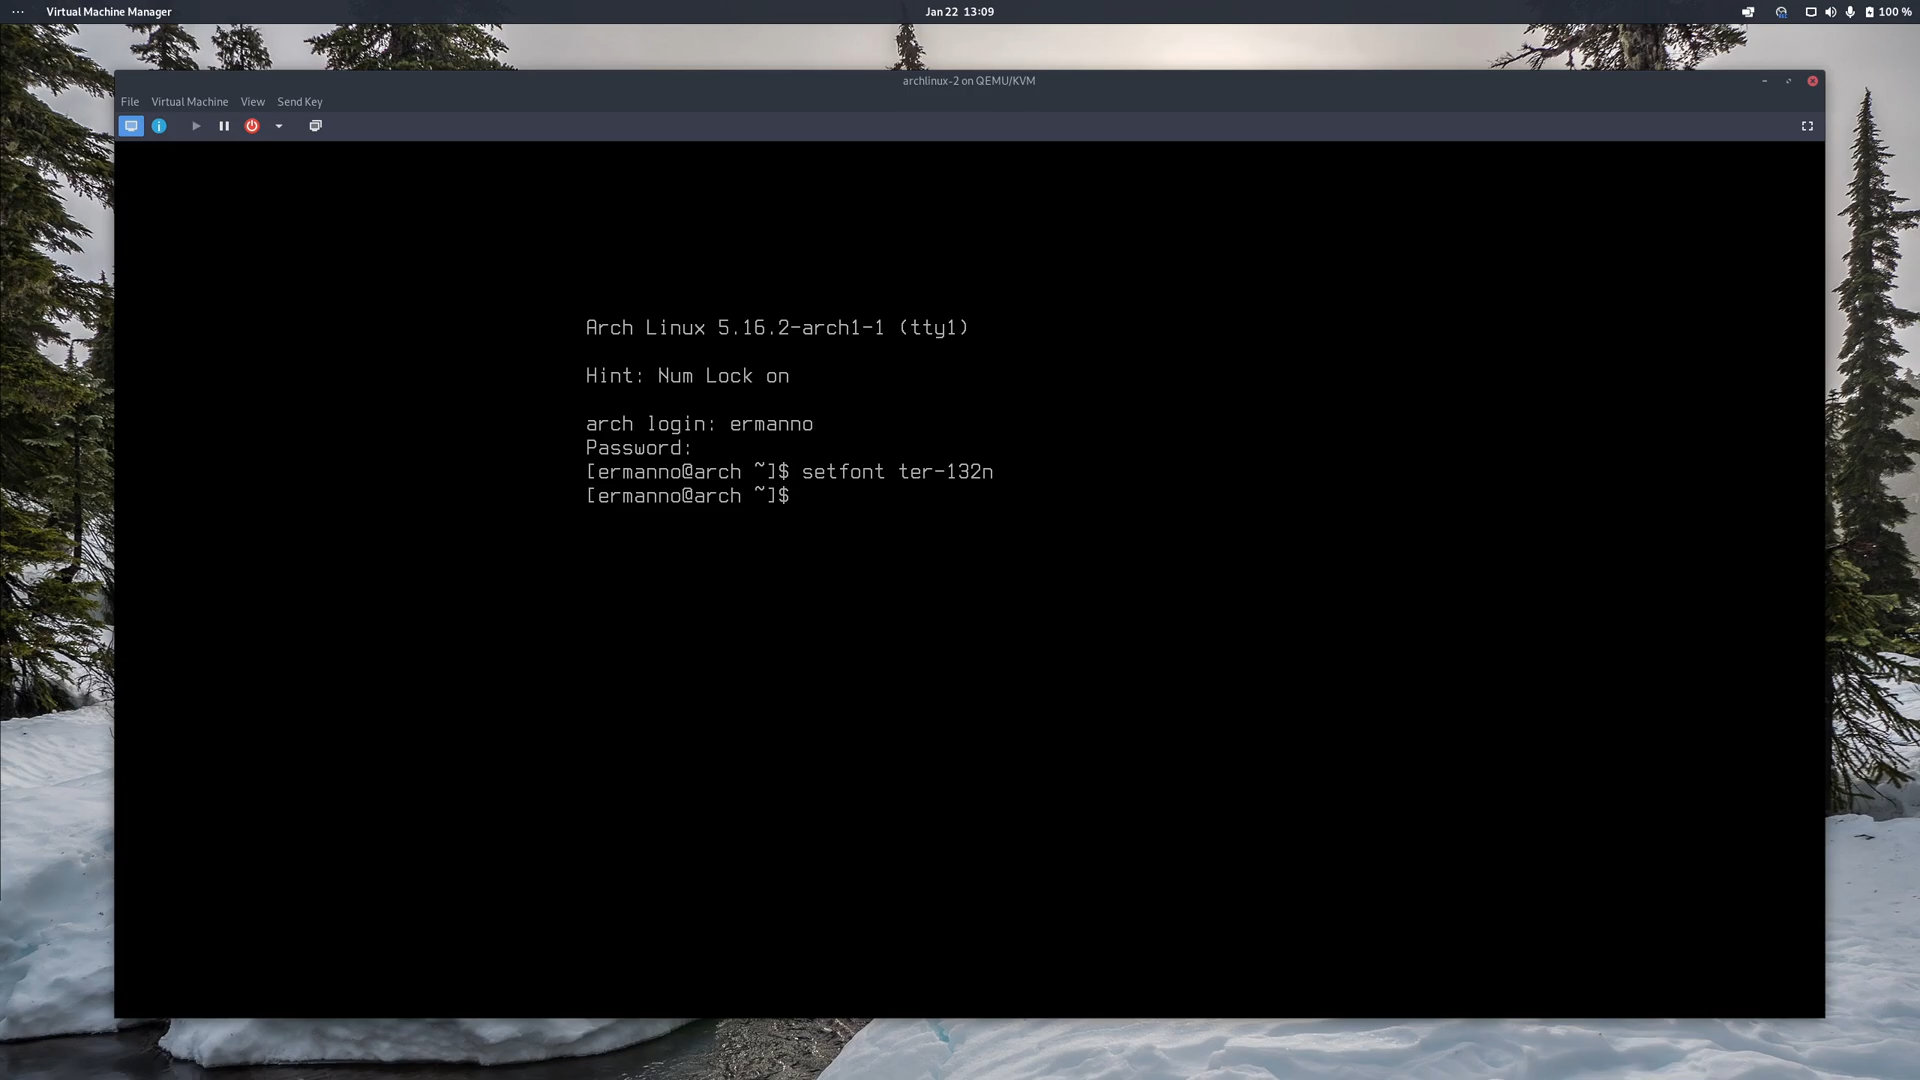 Virtual Machine Manager
Jan 22 13:09
100 %
archlinux-2 on QEMU/KVM
File Virtual Machine View Send Key
Arch Linux 5.16.2-arch1-1 (tty1)
Hint: Num Lock on
arch login: ermanno
Password:
[ermanno@arch ~]$ setfont ter-132n
[ermanno@arch ~]$